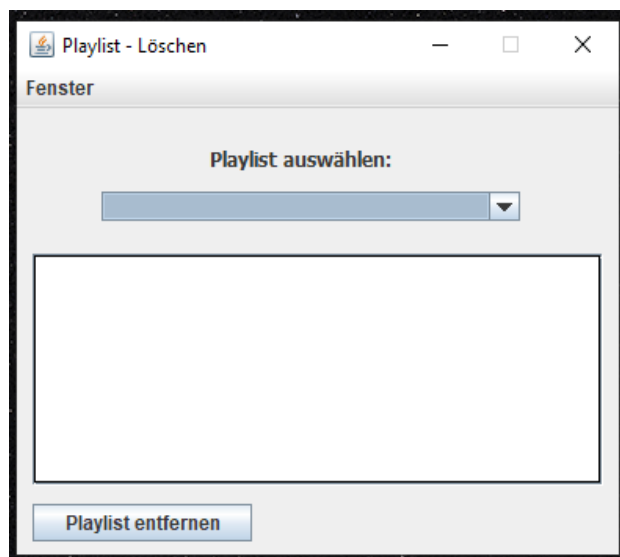 Playlist - Löschen
Fenster
Playlist auswählen:
Playlist entfernen